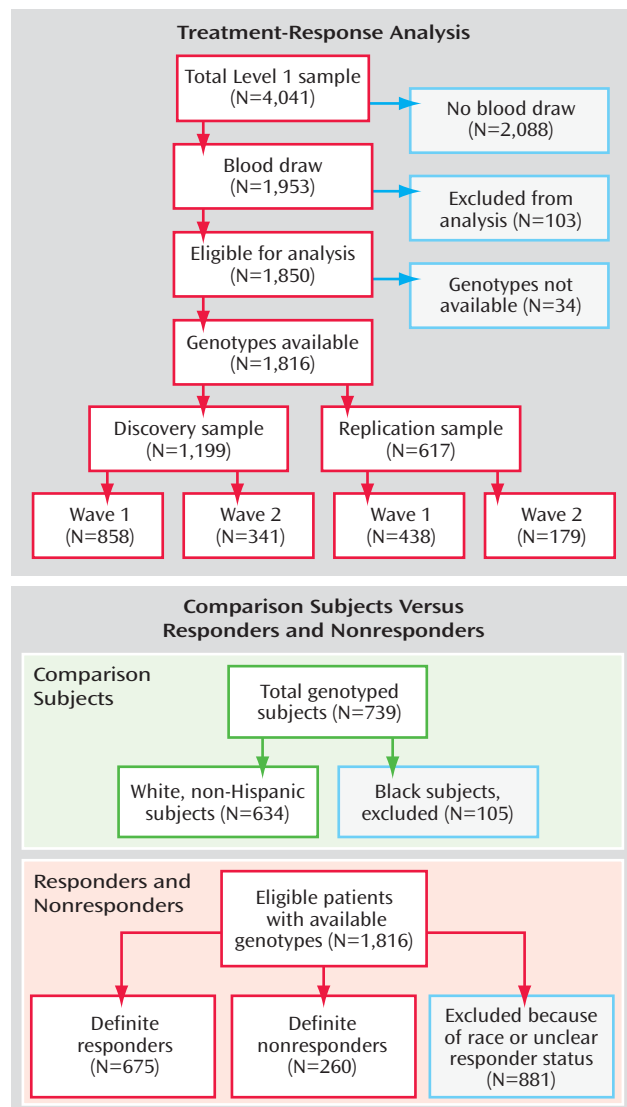 Treatment-Response Analysis
Total Level 1 sample
(N=4,041)
No blood draw
(N=2,088)
Blood draw
(N=1,953)
Excluded from
analysis (N=103)
Eligible for analysis
(N=1,850)
Genotypes not
available (N=34)
Genotypes available
(N=1,816)
Discovery sample
(N=1,199)
Replication sample
(N=617)
Wave 1
(N=858)
Wave 2
(N=341)
Wave 1
(N=438)
Wave 2
(N=179)
Comparison Subjects Versus
Responders and Nonresponders
Comparison
Subjects
Total genotyped
subjects (N=739)
White, non-Hispanic
subjects (N=634)
Black subjects,
excluded (N=105)
Responders and
Nonresponders
Eligible patients
with available
genotypes (N=1,816)
Definite
responders
(N=675)
Definite
nonresponders
(N=260)
Excluded because
of race or unclear
responder status
(N=881)